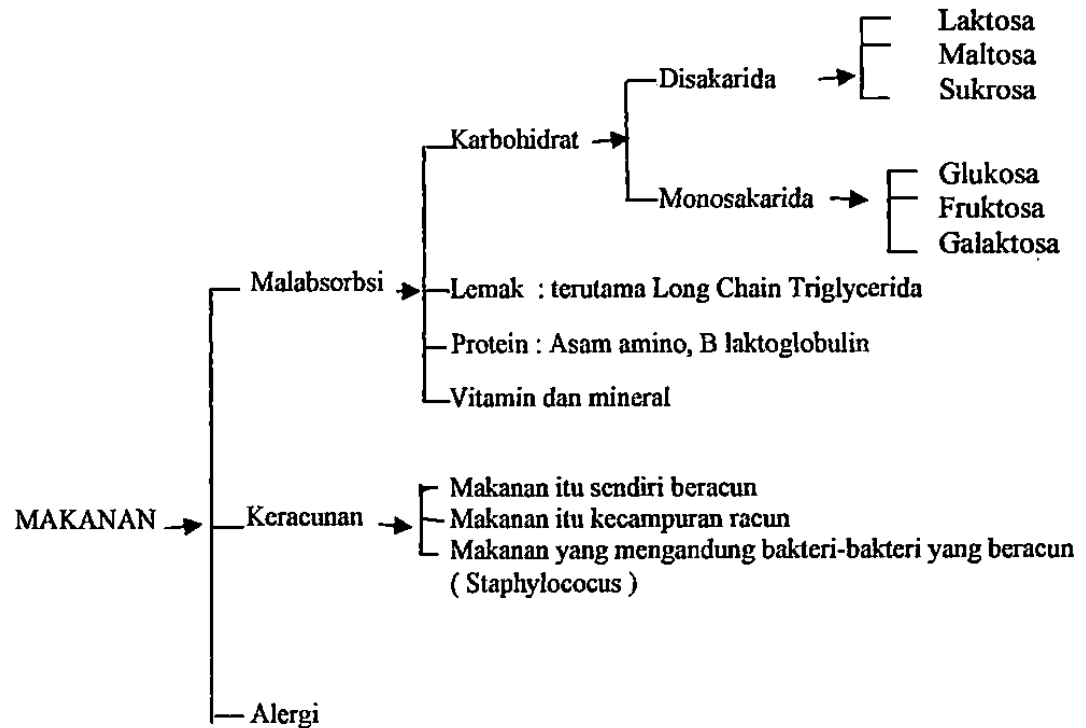 Laktosa
Maltosa
Disakarida
Sukrosa
Karbohidrat
Glukosa
Monosakarida
Fruktosa
Galaktosa
Malabsorbsi
Lemak : terutama Long Chain Triglycerida
Protein : Asam amino, B laktoglobulin
Vitamin dan mineral
Makanan itu sendiri beracun
MAKANAN
Keracunan
Makanan itu kecampuran racun
Makanan yang mengandung bakteri-bakteri yang beracun
( Staphylococus )
Alergi